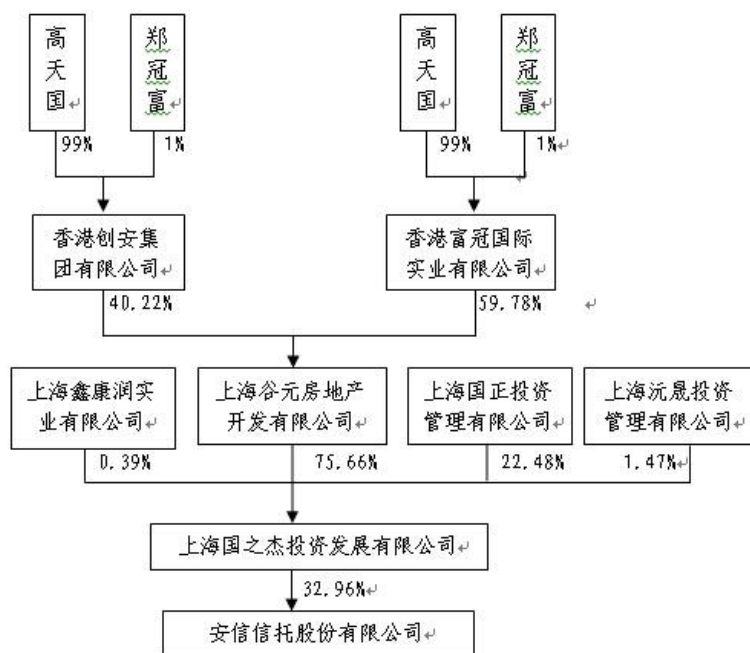 高
天
国
郑
冠
富
高
天
国
郑
冠
富
99%
1%
99%
1%
香港创安集
团有限公司
香港富冠国际
实业有限公司
40.22%
59.78%
上海鑫康润实
业有限公司
上海谷元房地产
开发有限公司
上海国正投资
管理有限公司
上海沅晟投资
管理有限公司
0.39%
75.66%
22.48%
1.47%
上海国之杰投资发展有限公司
32.96%
安信信托股份有限公司